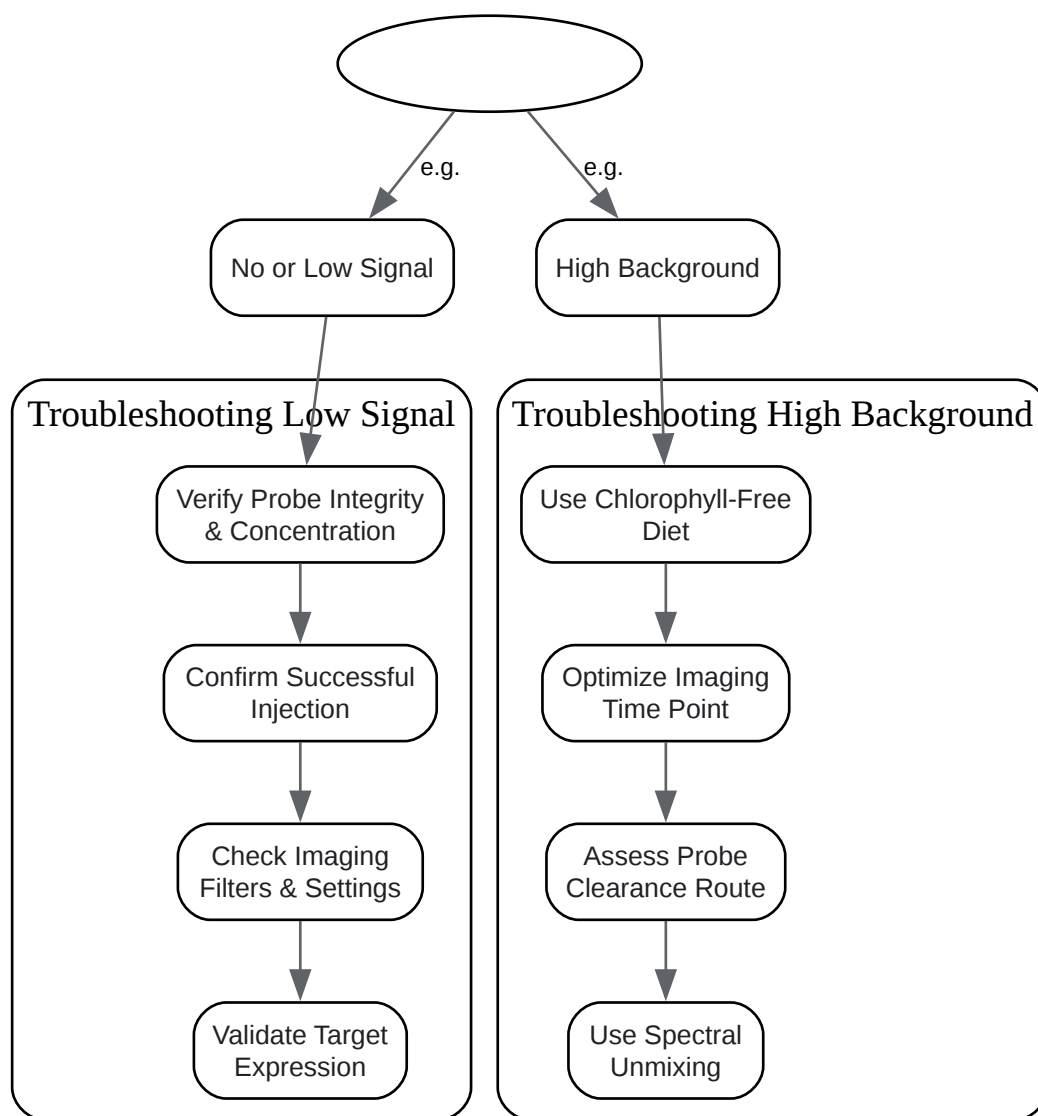 e.g.
e.g.
No or Low Signal
High Background
Troubleshooting Low Signal
Verify Probe Integrity
& Concentration
Confirm Successful
Injection
Check Imaging
Filters & Settings
Validate Target
Expression
Troubleshooting High Background
Use Chlorophyll-Free
Diet
Optimize Imaging
Time Point
Assess Probe
Clearance Route
Use Spectral
Unmixing